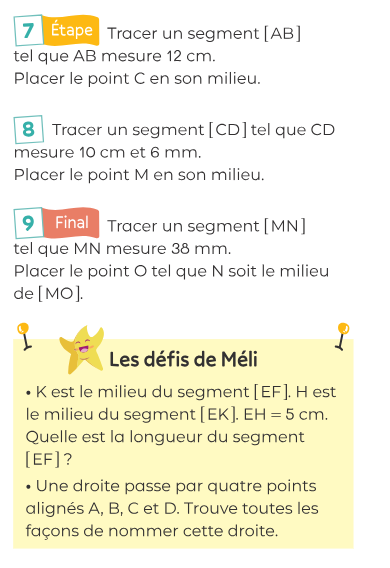 7 Étape Tracer un segment [AB]
tel que AB mesure 12 cm.
Placer le point C en son milieu.
8 Tracer un segment [CD] tel que CD
mesure 10 cm et 6 mm.
Placer le point M en son milieu.
9 Final Tracer un segment [MN]
tel que MN mesure 38 mm.
Placer le point O tel que N soit le milieu
de [MO].
Les défis de Méli
• K est le milieu du segment [EF]. H est
le milieu du segment [EK]. EH = 5 cm.
Quelle est la longueur du segment
[EF] ?
• Une droite passe par quatre points
alignés A, B, C et D. Trouve toutes les
façons de nommer cette droite.